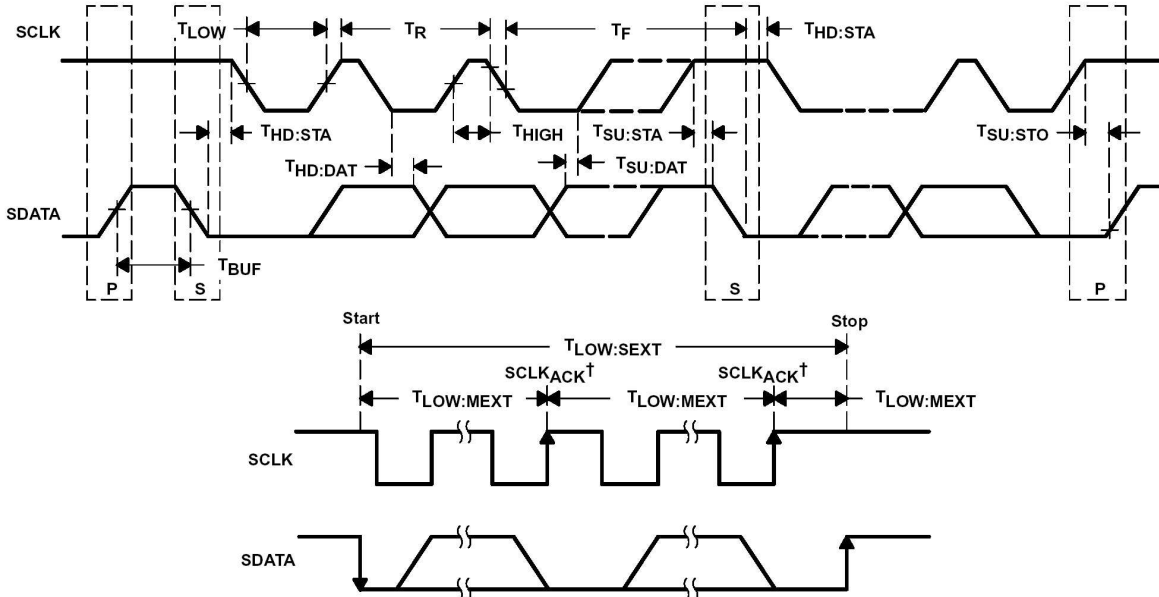 SCLK
TLOW
TR
TF
THD:STA
THD:STA
THIGH
TSU:STA
TSU:STO
THD:DAT
TSU:DAT
SDATA
TBUF
P
S
S
P
Start
Stop
TLOW:SEXT
SCLKACK†
SCLKACK†
TLOW:MEXT
TLOW:MEXT
TLOW:MEXT
SCLK
SDATA